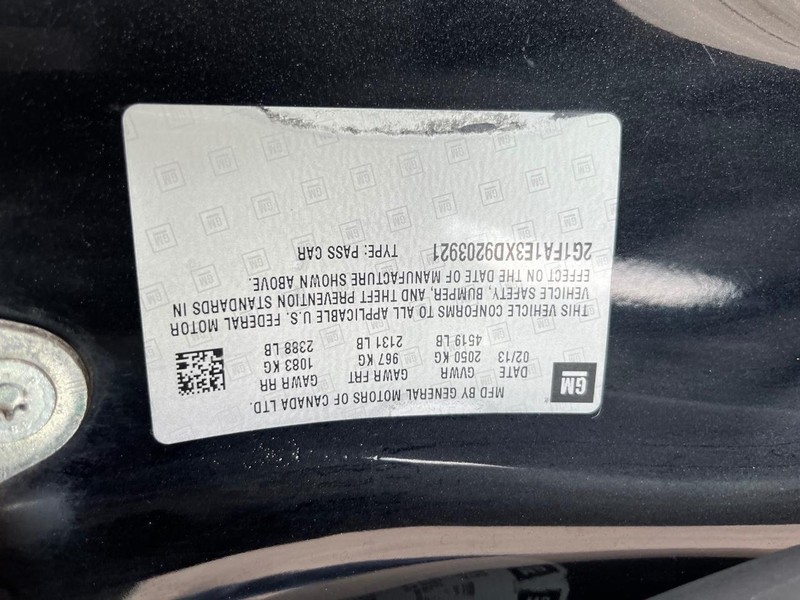 GM
MFD BY GENERAL MOTORS OF CANADA LTD.
DATE GVWR GAWR FRT GAWR RR
02/13 2050 KG 967 KG 1083 KG
4519 LB 2131 LB 2388 LB
THIS VEHICLE CONFORMS TO ALL APPLICABLE U.S. FEDERAL MOTOR
VEHICLE SAFETY, BUMPER, AND THEFT PREVENTION STANDARDS IN
EFFECT ON THE DATE OF MANUFACTURE SHOWN ABOVE.
2G1FA1E3XD9203921 TYPE: PASS CAR